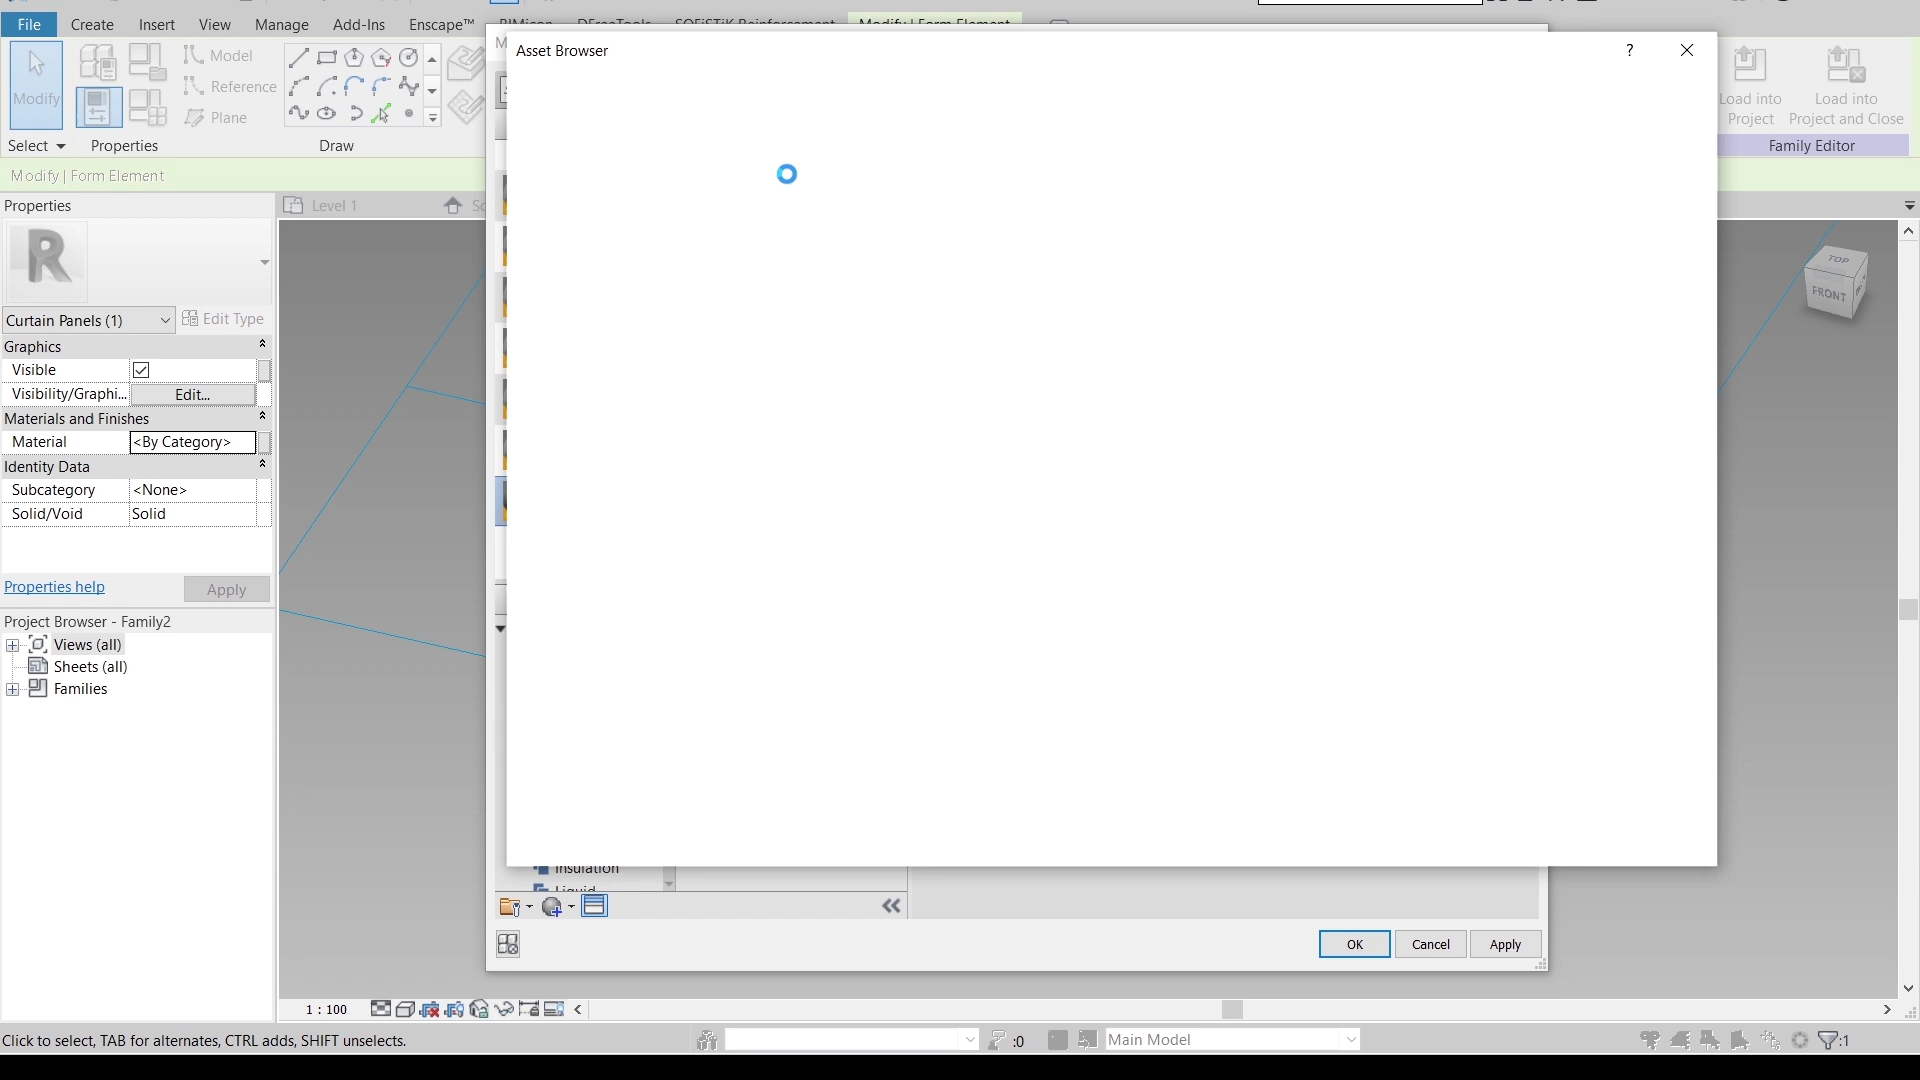 File Create Insert View Manage Add-Ins Enscape™ BIMicon DFreeTools SOFiSTiK Reinforcement Modify | Form Element
Asset Browser ?
Modify
Model
Reference
Plane
Load into Project
Load into Project and Close
Select Properties Draw Family Editor
Modify | Form Element
Properties
Level 1
R
TOP
FRONT
Curtain Panels (1) Edit Type
Graphics
Visible
Visibility/Graphi... Edit...
Materials and Finishes
Material <By Category>
Identity Data
Subcategory <None>
Solid/Void Solid
Properties help Apply
Project Browser - Family2
Views (all)
Sheets (all)
Families
Insulation
Liquid
OK Cancel Apply
1 : 100
Click to select, TAB for alternates, CTRL adds, SHIFT unselects. :0 Main Model :1